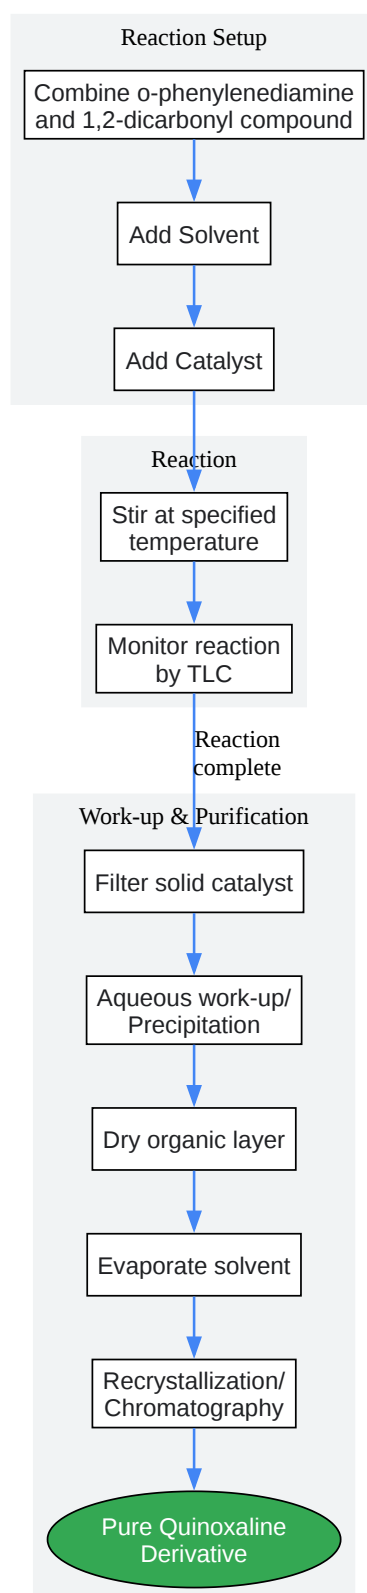 Reaction Setup
Combine o-phenylenediamine
and 1,2-dicarbonyl compound
Add Solvent
Add Catalyst
Reaction
Stir at specified
temperature
Monitor reaction
by TLC
Reaction
complete
Work-up & Purification
Filter solid catalyst
Aqueous work-up/
Precipitation
Dry organic layer
Evaporate solvent
Recrystallization/
Chromatography
Pure Quinoxaline
Derivative